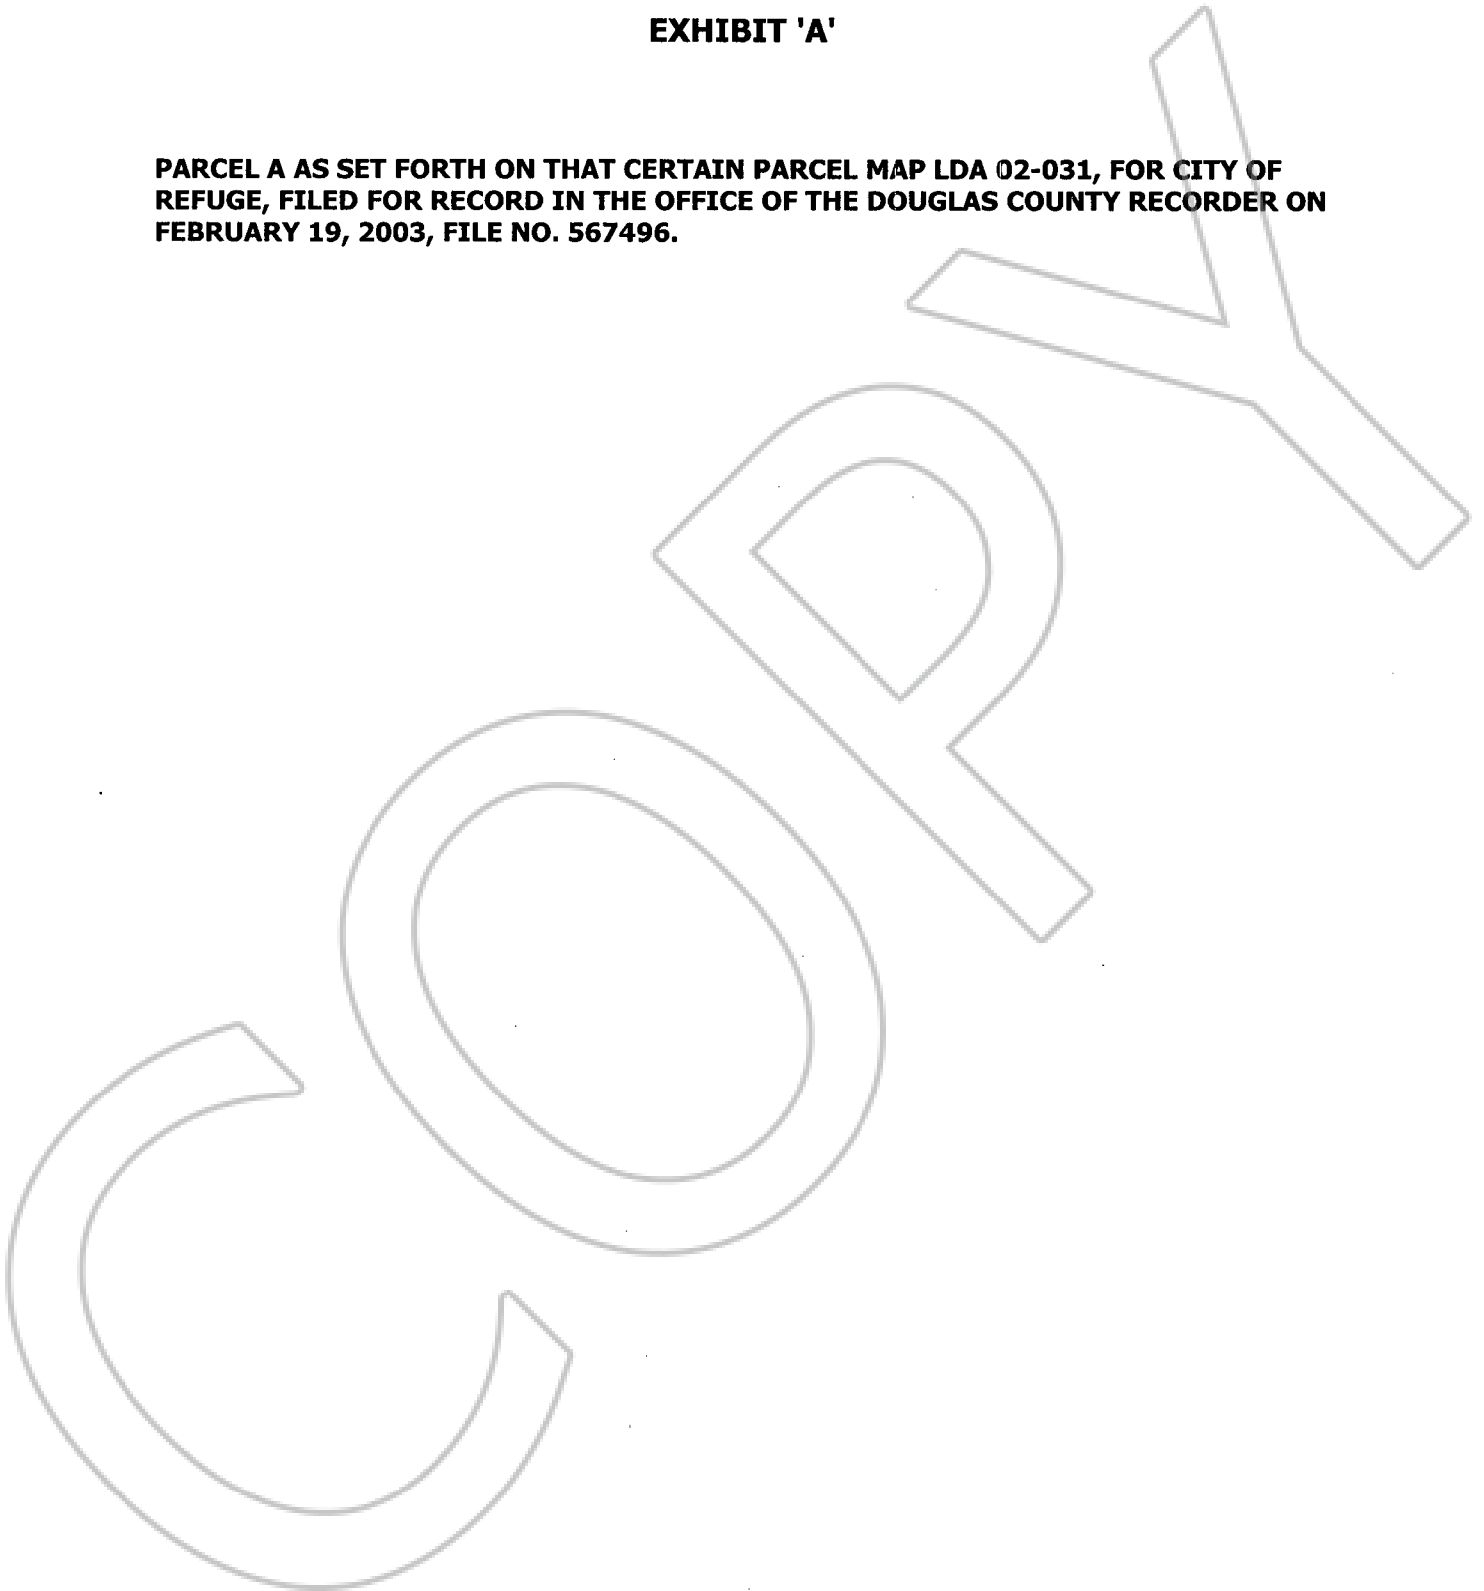 EXHIBIT 'A'
PARCEL A AS SET FORTH ON THAT CERTAIN PARCEL MAP LDA 02-031, FOR CITY OF
REFUGE, FILED FOR RECORD IN THE OFFICE OF THE DOUGLAS COUNTY RECORDER ON
FEBRUARY 19, 2003, FILE NO. 567496.
COPY